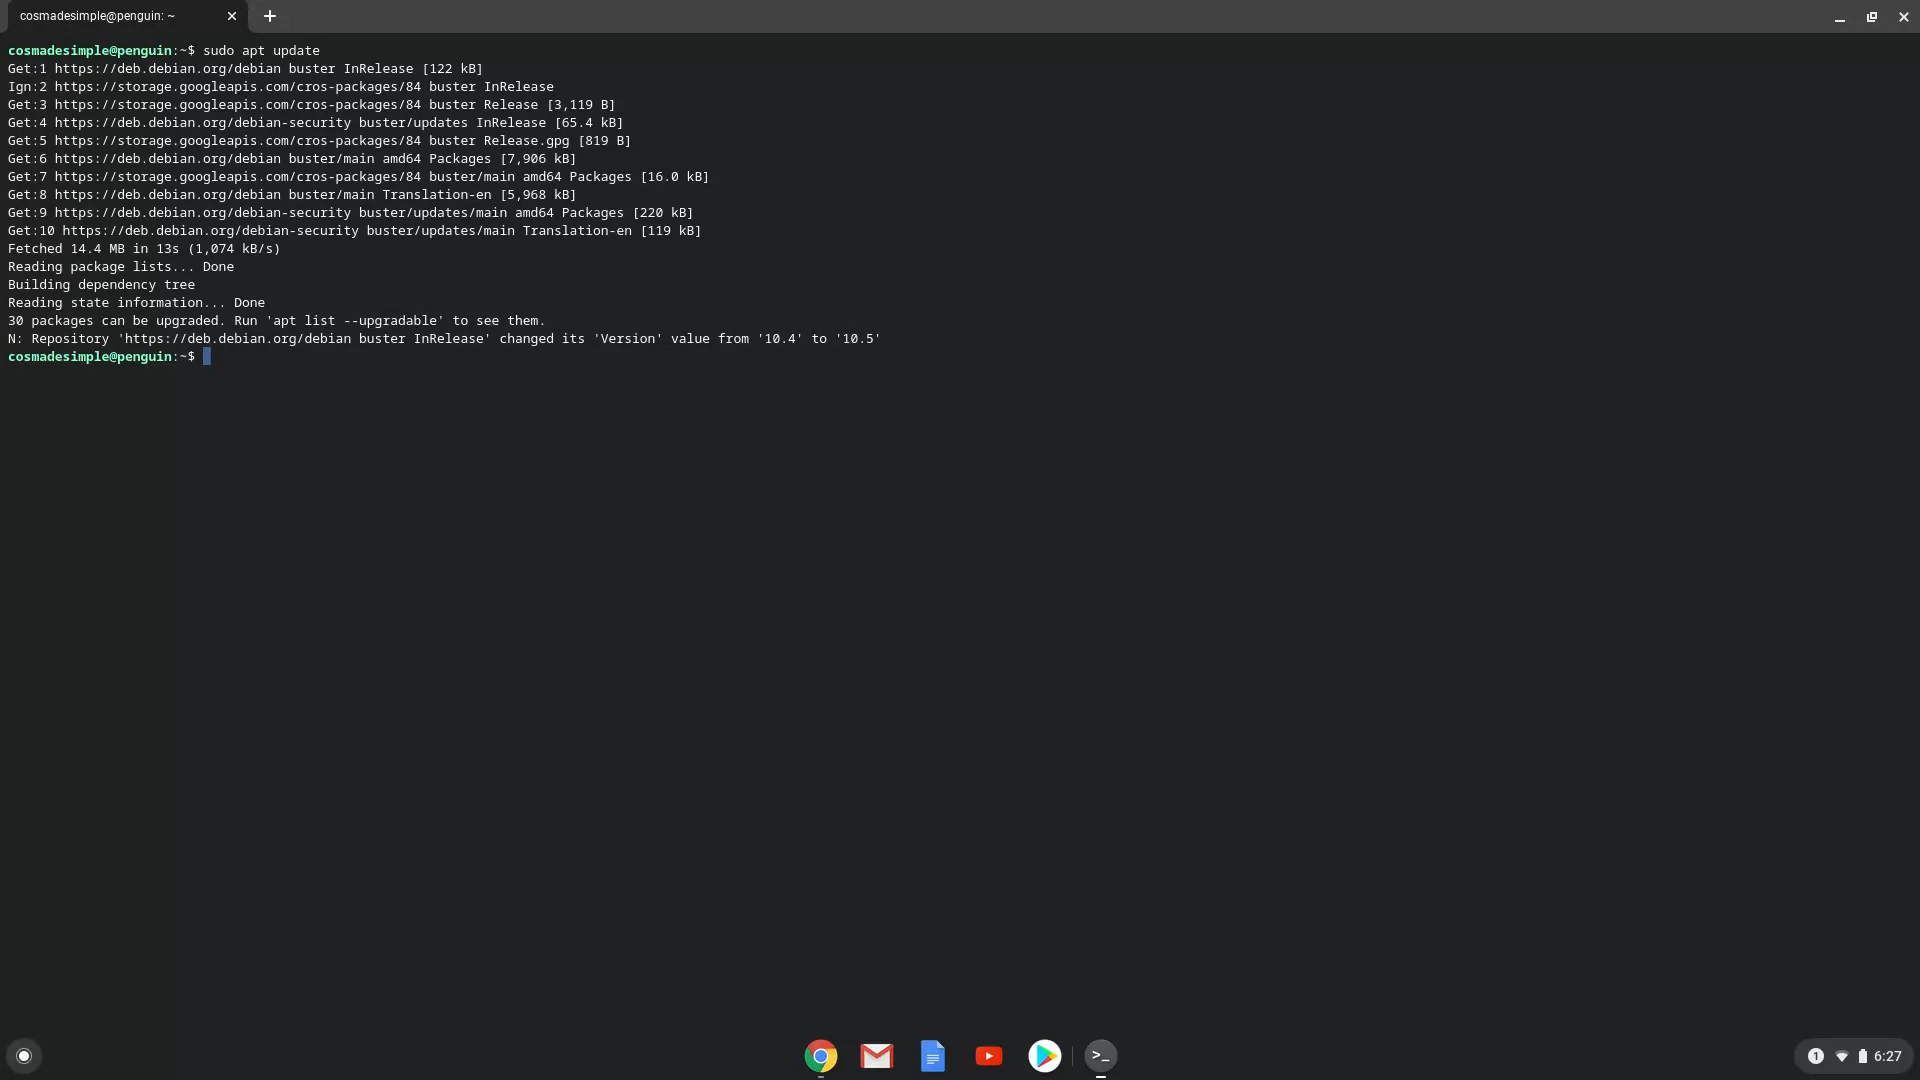 cosmadesimple@penguin: ~
cosmadesimple@penguin:~$ sudo apt update
Get:1 https://deb.debian.org/debian buster InRelease [122 kB]
Ign:2 https://storage.googleapis.com/cros-packages/84 buster InRelease
Get:3 https://storage.googleapis.com/cros-packages/84 buster Release [3,119 B]
Get:4 https://deb.debian.org/debian-security buster/updates InRelease [65.4 kB]
Get:5 https://storage.googleapis.com/cros-packages/84 buster Release.gpg [819 B]
Get:6 https://deb.debian.org/debian buster/main amd64 Packages [7,906 kB]
Get:7 https://storage.googleapis.com/cros-packages/84 buster/main amd64 Packages [16.0 kB]
Get:8 https://deb.debian.org/debian buster/main Translation-en [5,968 kB]
Get:9 https://deb.debian.org/debian-security buster/updates/main amd64 Packages [220 kB]
Get:10 https://deb.debian.org/debian-security buster/updates/main Translation-en [119 kB]
Fetched 14.4 MB in 13s (1,074 kB/s)
Reading package lists... Done
Building dependency tree
Reading state information... Done
30 packages can be upgraded. Run 'apt list --upgradable' to see them.
N: Repository 'https://deb.debian.org/debian buster InRelease' changed its 'Version' value from '10.4' to '10.5'
cosmadesimple@penguin:~$
>_
1 6:27